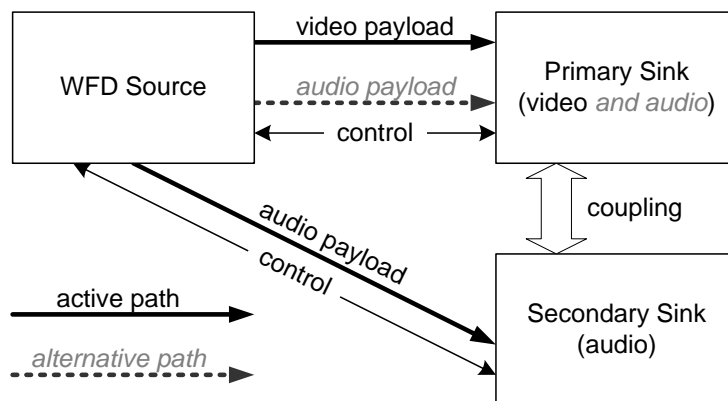 video payload
WFD Source
audio payload
Primary Sink
(video and audio)
control
coupling
audio payload
control
active path
Secondary Sink
(audio)
alternative path